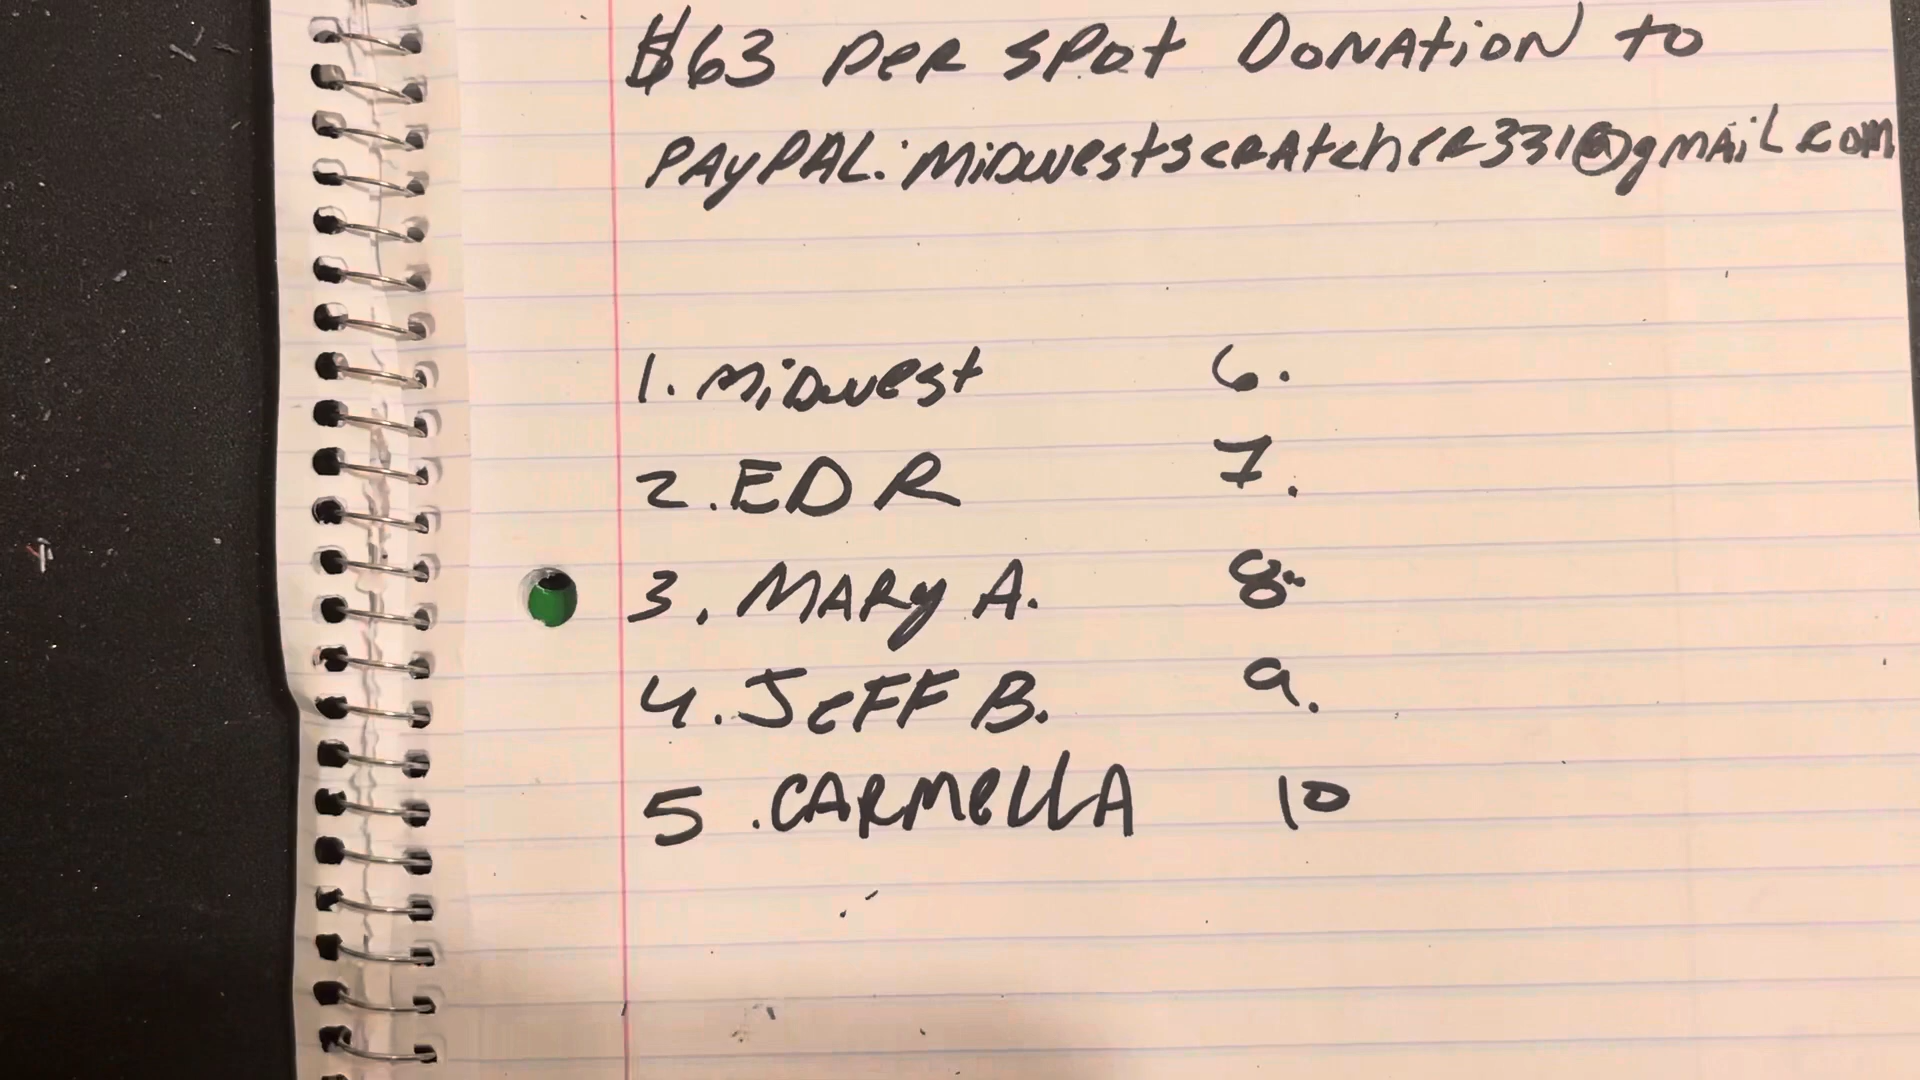 $63 per spot Donation to
PayPAL: Midwestscratcher331@gmail.com
1. Midwest 6.
2. ED R 7.
3. MARY A. 8.
4. JeFF B. 9.
5. CARMELLA 10